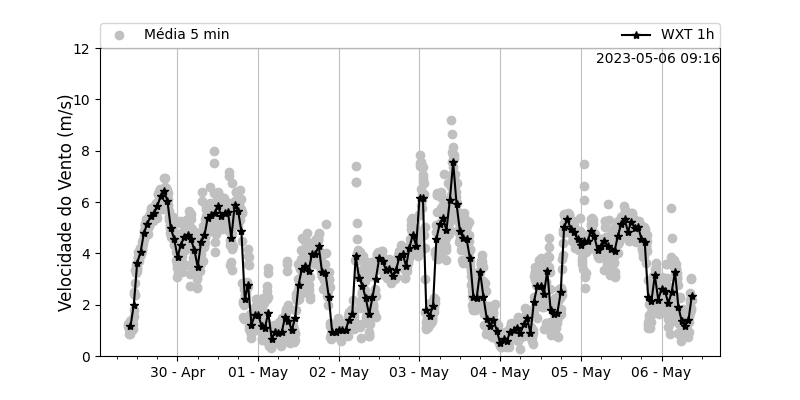 Média 5 min
WXT 1h
2023-05-06 09:16
Velocidade do Vento (m/s)
12
10
8
6
4
2
0
30 - Apr
01 - May
02 - May
03 - May
04 - May
05 - May
06 - May